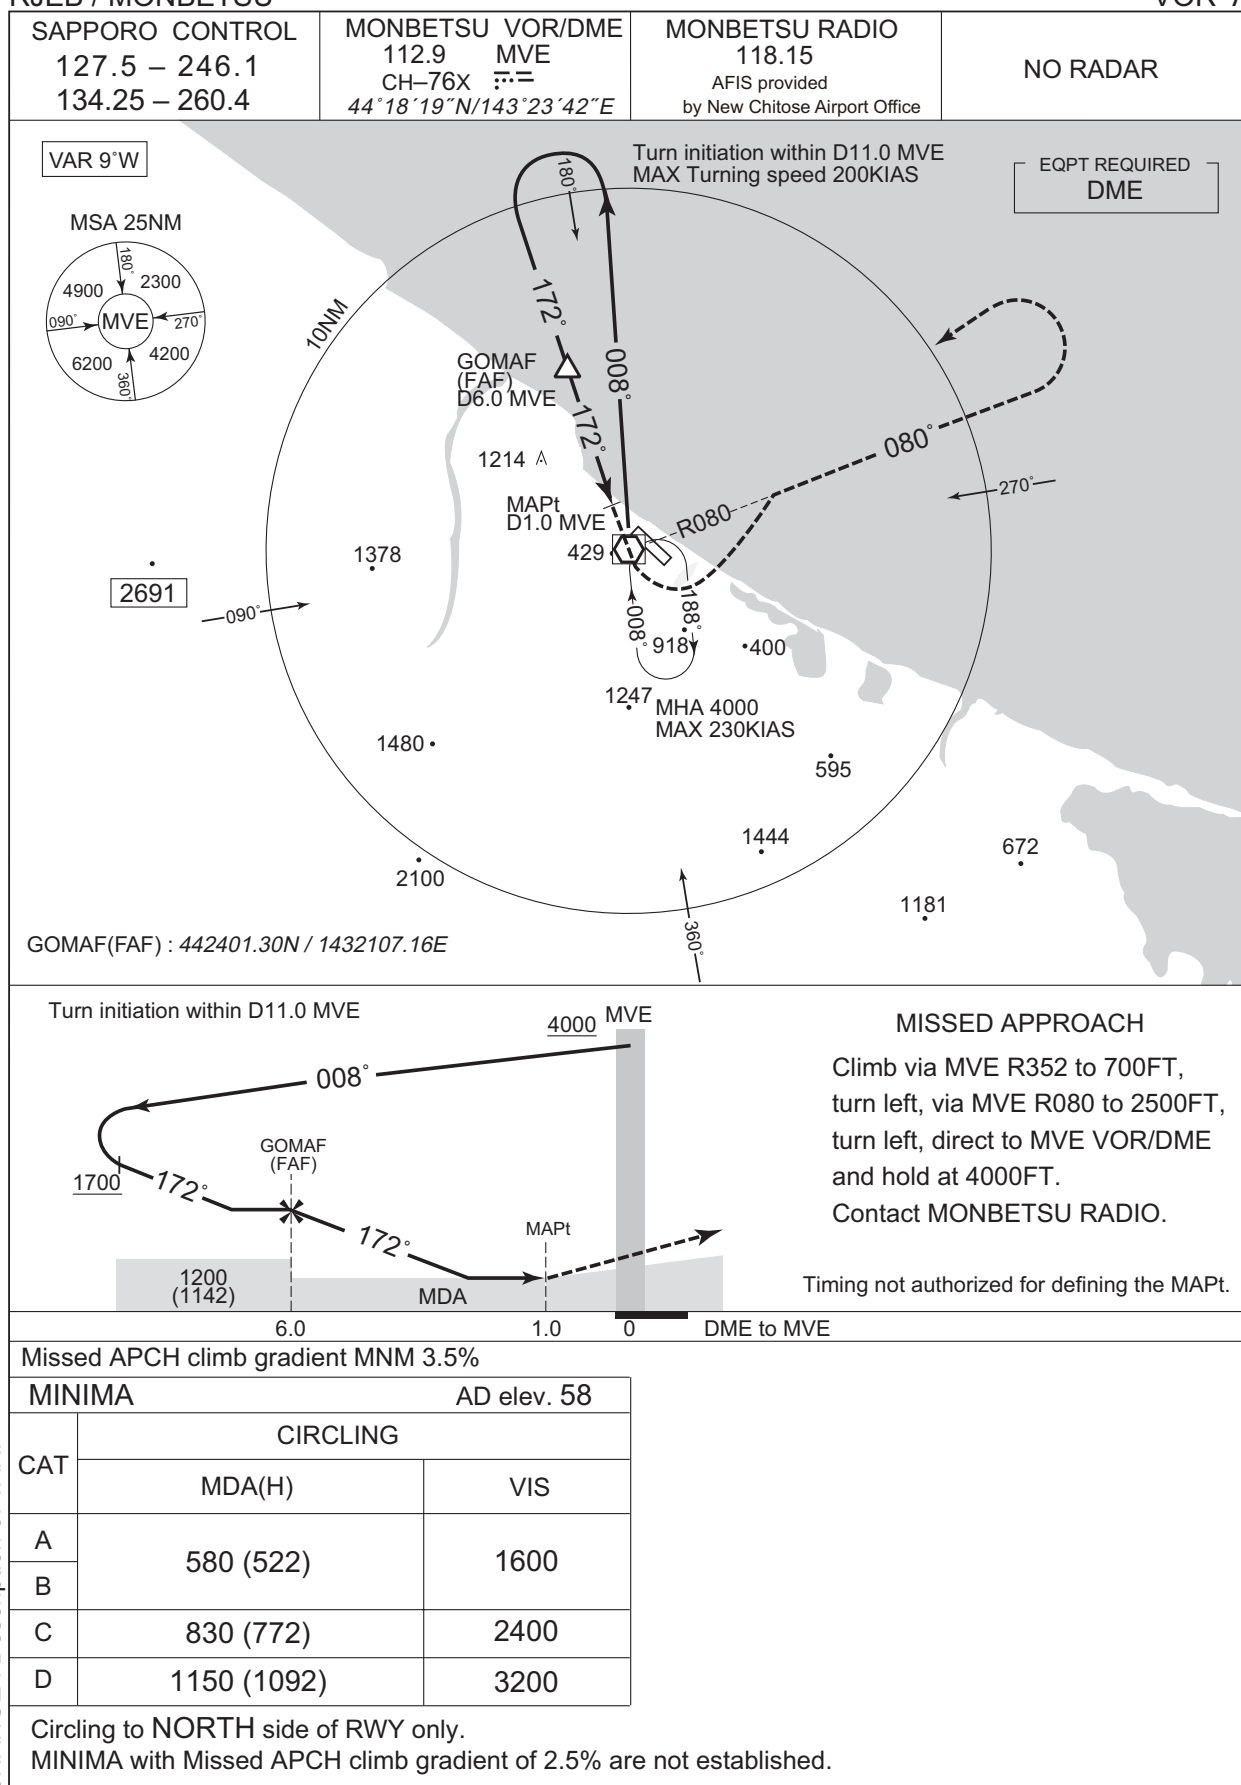 RJEB / MONBETSU
VOR
SAPPORO CONTROL
127.5 – 246.1
134.25 – 260.4
MONBETSU VOR/DME
112.9 MVE
CH–76X
44°18´19˝N/143°23´42˝E
MONBETSU RADIO
118.15
AFIS provided
by New Chitose Airport Office
NO RADAR
VAR 9°W
Turn initiation within D11.0 MVE
MAX Turning speed 200KIAS
EQPT REQUIRED
DME
MSA 25NM
180°
4900
2300
090°
MVE
270°
6200
4200
360°
180°
10NM
172°
008°
GOMAF
(FAF)
D6.0 MVE
172°
080°
1214
270°
MAPt
D1.0 MVE
R080
429
1378
2691
090°
008°
188°
918
400
1247
MHA 4000
MAX 230KIAS
1480
595
1444
672
2100
1181
360°
GOMAF(FAF) : 442401.30N / 1432107.16E
Turn initiation within D11.0 MVE
4000
MVE
008°
GOMAF
(FAF)
1700
172°
172°
MAPt
1200
(1142)
MDA
6.0
1.0
0
DME to MVE
MISSED APPROACH
Climb via MVE R352 to 700FT,
turn left, via MVE R080 to 2500FT,
turn left, direct to MVE VOR/DME
and hold at 4000FT.
Contact MONBETSU RADIO.
Timing not authorized for defining the MAPt.
Missed APCH climb gradient MNM 3.5%
MINIMA AD elev. 58
CAT
CIRCLING
MDA(H) VIS
A
B
580 (522) 1600
C 830 (772) 2400
D 1150 (1092) 3200
Circling to NORTH side of RWY only.
MINIMA with Missed APCH climb gradient of 2.5% are not established.